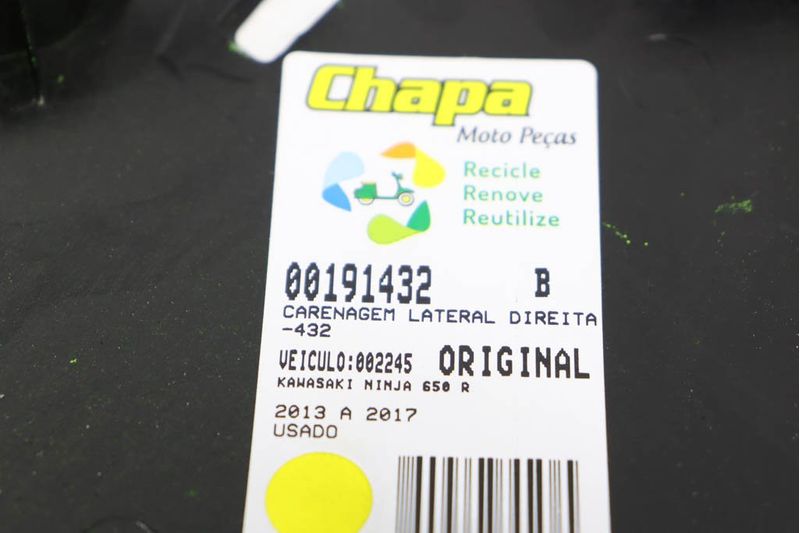 Chapa
Moto Peças
Recicle
Renove
Reutilize
00191432 B
CARENAGEM LATERAL DIREITA
-432
VEICULO:002245 ORIGINAL
KAWASAKI NINJA 650 R
2013 A 2017
USADO